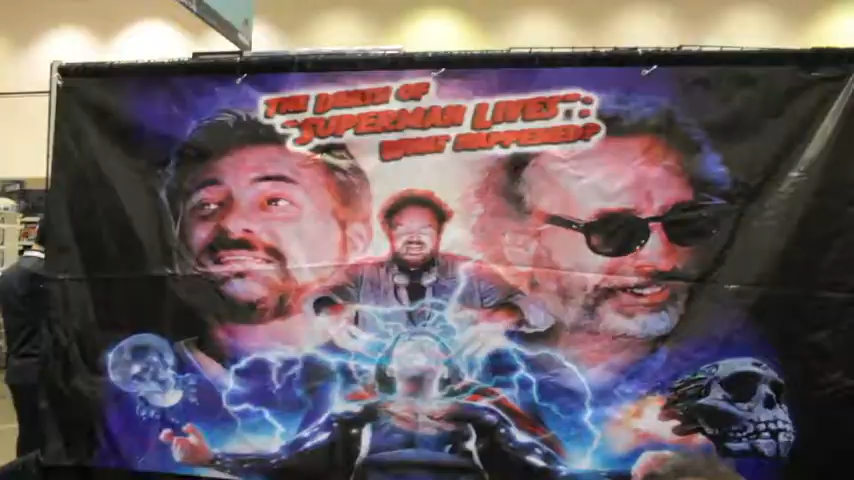 THE DEATH OF
"SUPERMAN LIVES":
WHAT HAPPENED?